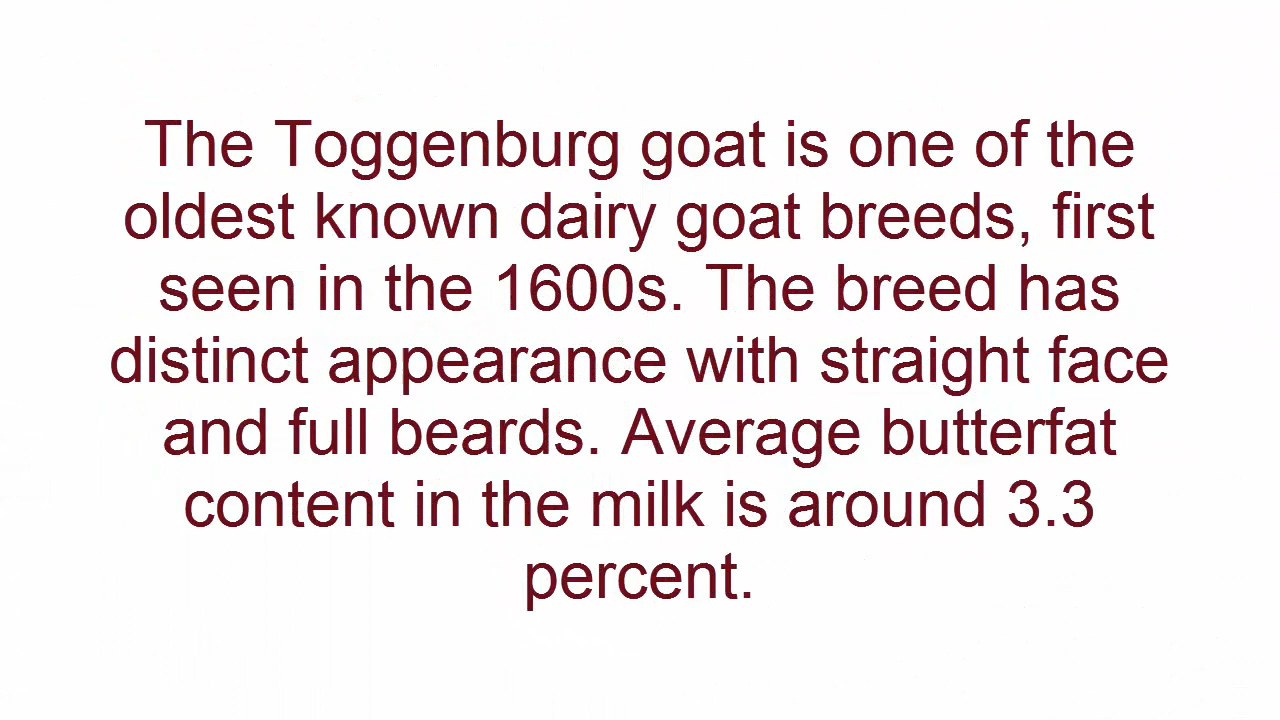 The Toggenburg goat is one of the
oldest known dairy goat breeds, first
seen in the 1600s. The breed has
distinct appearance with straight face
and full beards. Average butterfat
content in the milk is around 3.3
percent.